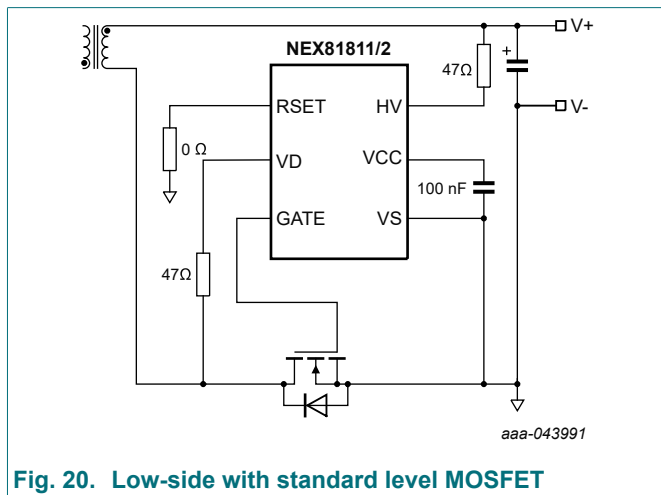 NEX81811/2
V+
+
47Ω
V-
RSET
HV
0 Ω
VD
VCC
100 nF
GATE
VS
47Ω
aaa-043991
Fig. 20. Low-side with standard level MOSFET